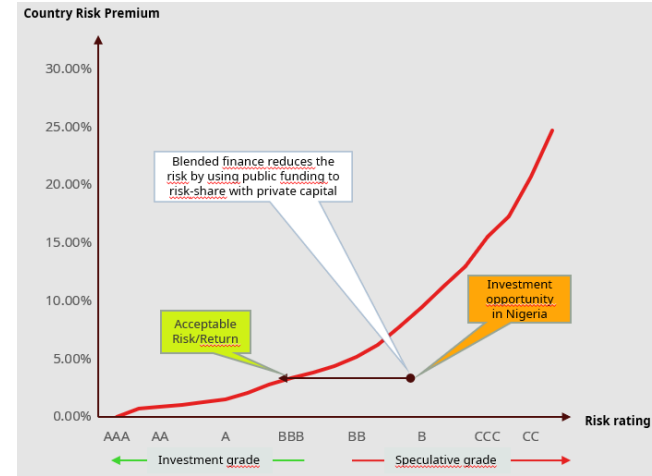 Country Risk Premium
30.00%
25.00%
Blended finance reduces the
risk by using public funding to
risk-share with private capital
20.00%
15.00%
10.00%
Investment
opportunity
in Nigeria
Acceptable
Risk/Return
5.00%
0.00%
Risk rating
AAA AA A BBB BB B CCC CC
Investment grade
Speculative grade